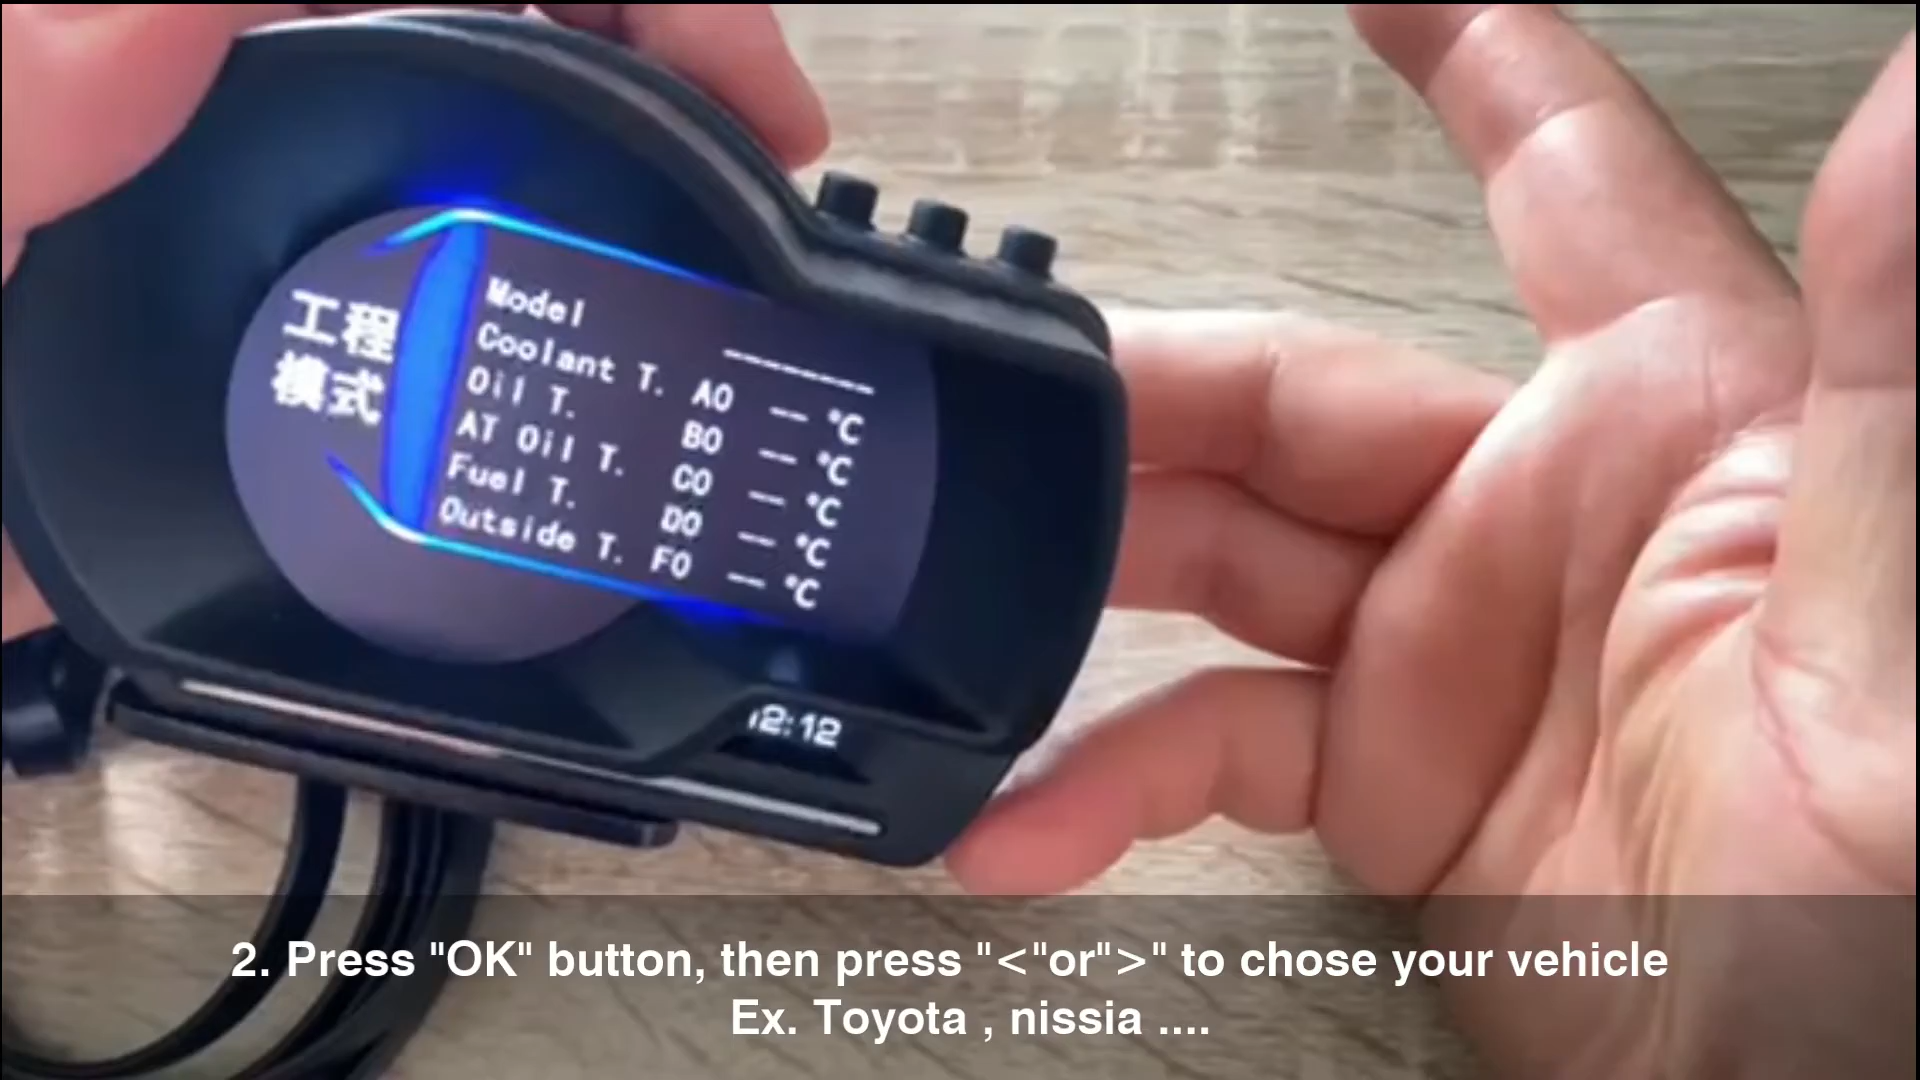 工程
模式
Model --------
Coolant T. A0 -- °C
Oil T. B0 -- °C
AT Oil T. C0 -- °C
Fuel T. D0 -- °C
Outside T. F0 -- °C
12:12
2. Press "OK" button, then press "<"or">" to chose your vehicle
Ex. Toyota , nissia ....